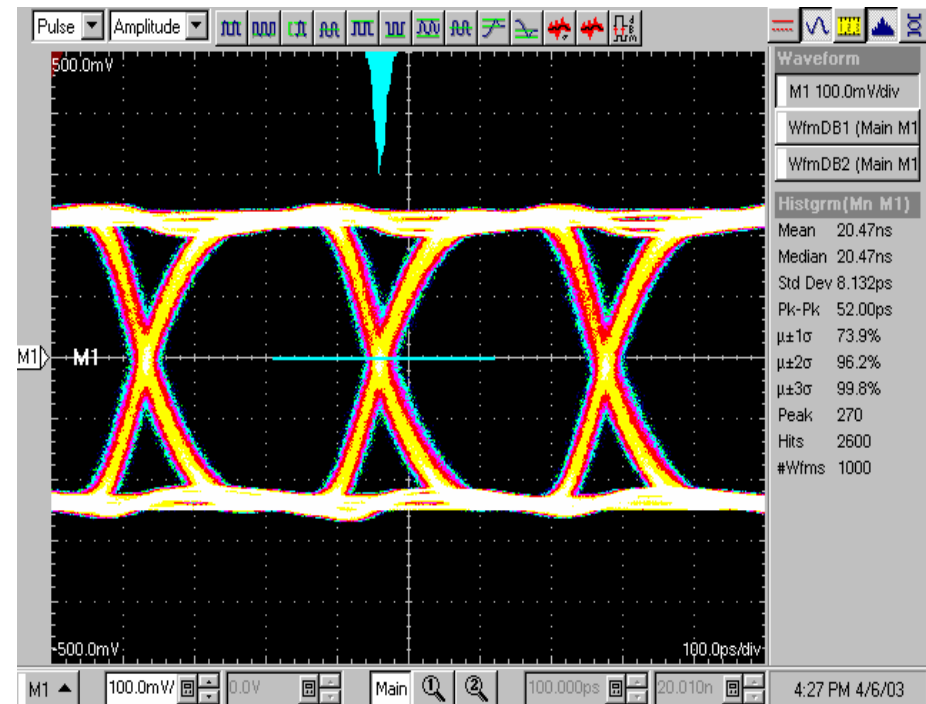 Pulse Amplitude
500.0mV
M1
M1
-500.0mV
100.0ps/div
Waveform
M1 100.0mV/div
WfmDB1 (Main M1
WfmDB2 (Main M1
Histgrm(Mn M1)
Mean 20.47ns
Median 20.47ns
Std Dev 8.132ps
Pk-Pk 52.00ps
µ±1σ 73.9%
µ±2σ 96.2%
µ±3σ 99.8%
Peak 270
Hits 2600
#Wfms 1000
M1 100.0mV/ 0.0V Main 1 2 100.000ps 20.010n 4:27 PM 4/6/03